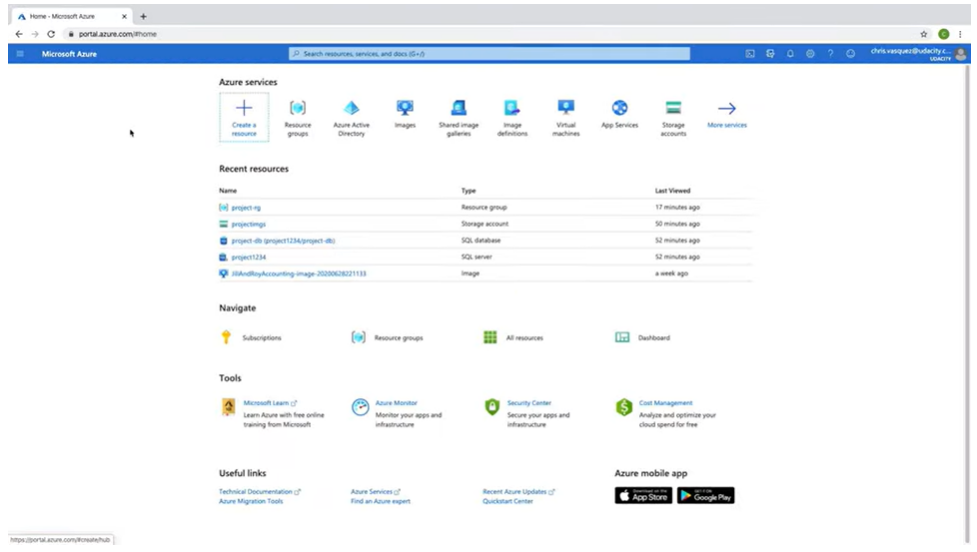 Home - Microsoft Azure
portal.azure.com/#home
Microsoft Azure
Search resources, services, and docs (G+/)
chris.vasquez@udacity.c...
UDACITY
Azure services
Create a resource
Resource groups
Azure Active Directory
Images
Shared image galleries
Image definitions
Virtual machines
App Services
Storage accounts
More services
Recent resources
Name Type Last Viewed
project-rg Resource group 17 minutes ago
projectimgs Storage account 50 minutes ago
project-db (project1234/project-db) SQL database 52 minutes ago
project1234 SQL server 52 minutes ago
JillAndRoyAccounting-image-20200628221133 Image a week ago
Navigate
Subscriptions Resource groups All resources Dashboard
Tools
Microsoft Learn
Learn Azure with free online
training from Microsoft
Azure Monitor
Monitor your apps and
infrastructure
Security Center
Secure your apps and
infrastructure
Cost Management
Analyze and optimize your
cloud spend for free
Useful links
Technical Documentation
Azure Migration Tools
Azure Services
Find an Azure expert
Recent Azure Updates
Quickstart Center
Azure mobile app
Download on the
App Store
GET IT ON
Google Play
https://portal.azure.com/#create/hub